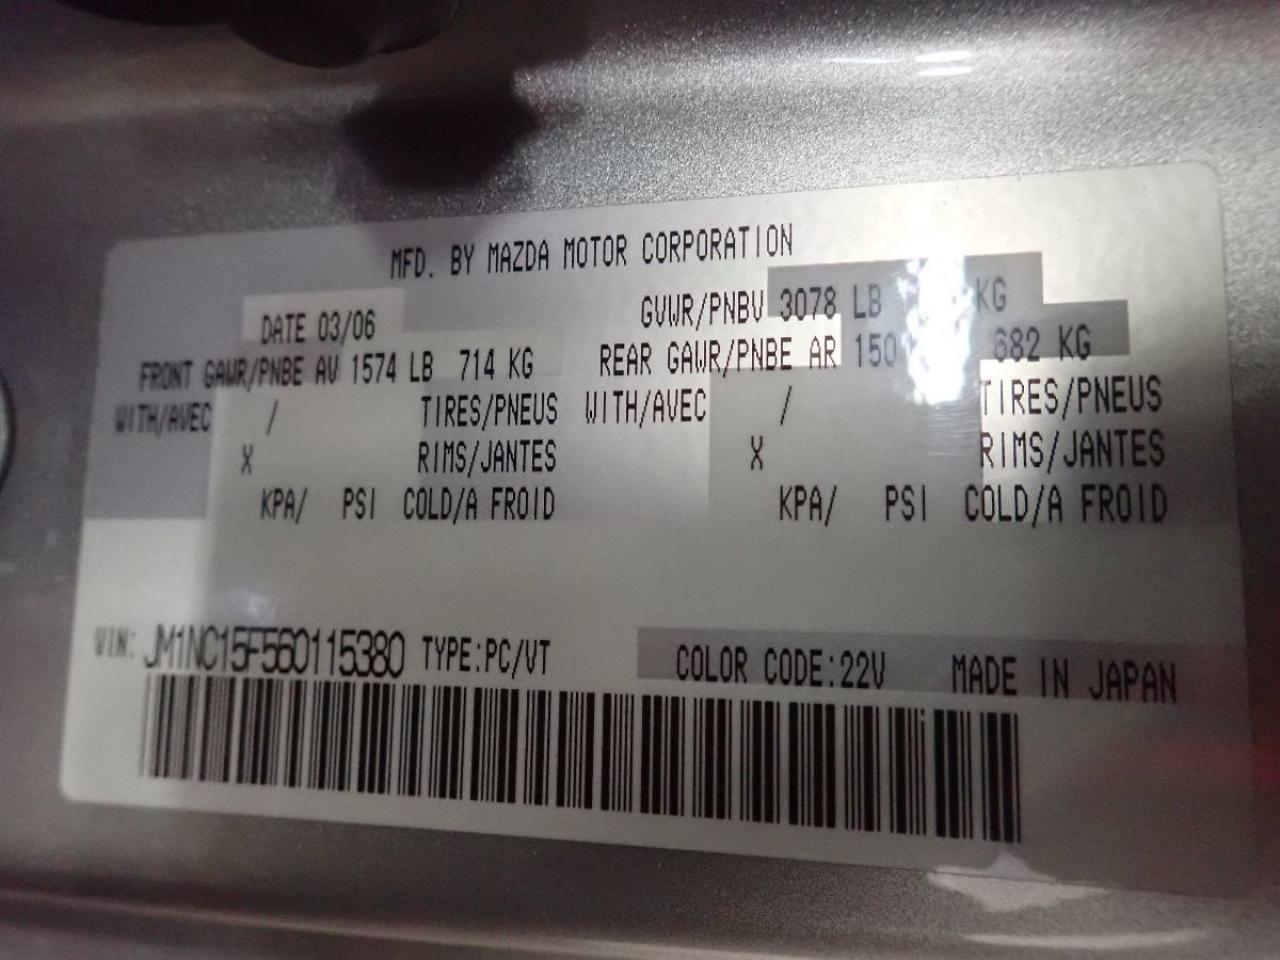 MFD. BY MAZDA MOTOR CORPORATION
DATE 03/06 GVWR/PNBV 3078 LB KG
FRONT GAWR/PNBE AV 1574 LB 714 KG REAR GAWR/PNBE AR 682 KG
WITH/AVEC / TIRES/PNEUS WITH/AVEC / TIRES/PNEUS
X RIMS/JANTES X RIMS/JANTES
KPA/ PSI COLD/A FROID KPA/ PSI COLD/A FROID
VIN: JM1NC15F560115380 TYPE:PC/VT COLOR CODE:22V MADE IN JAPAN